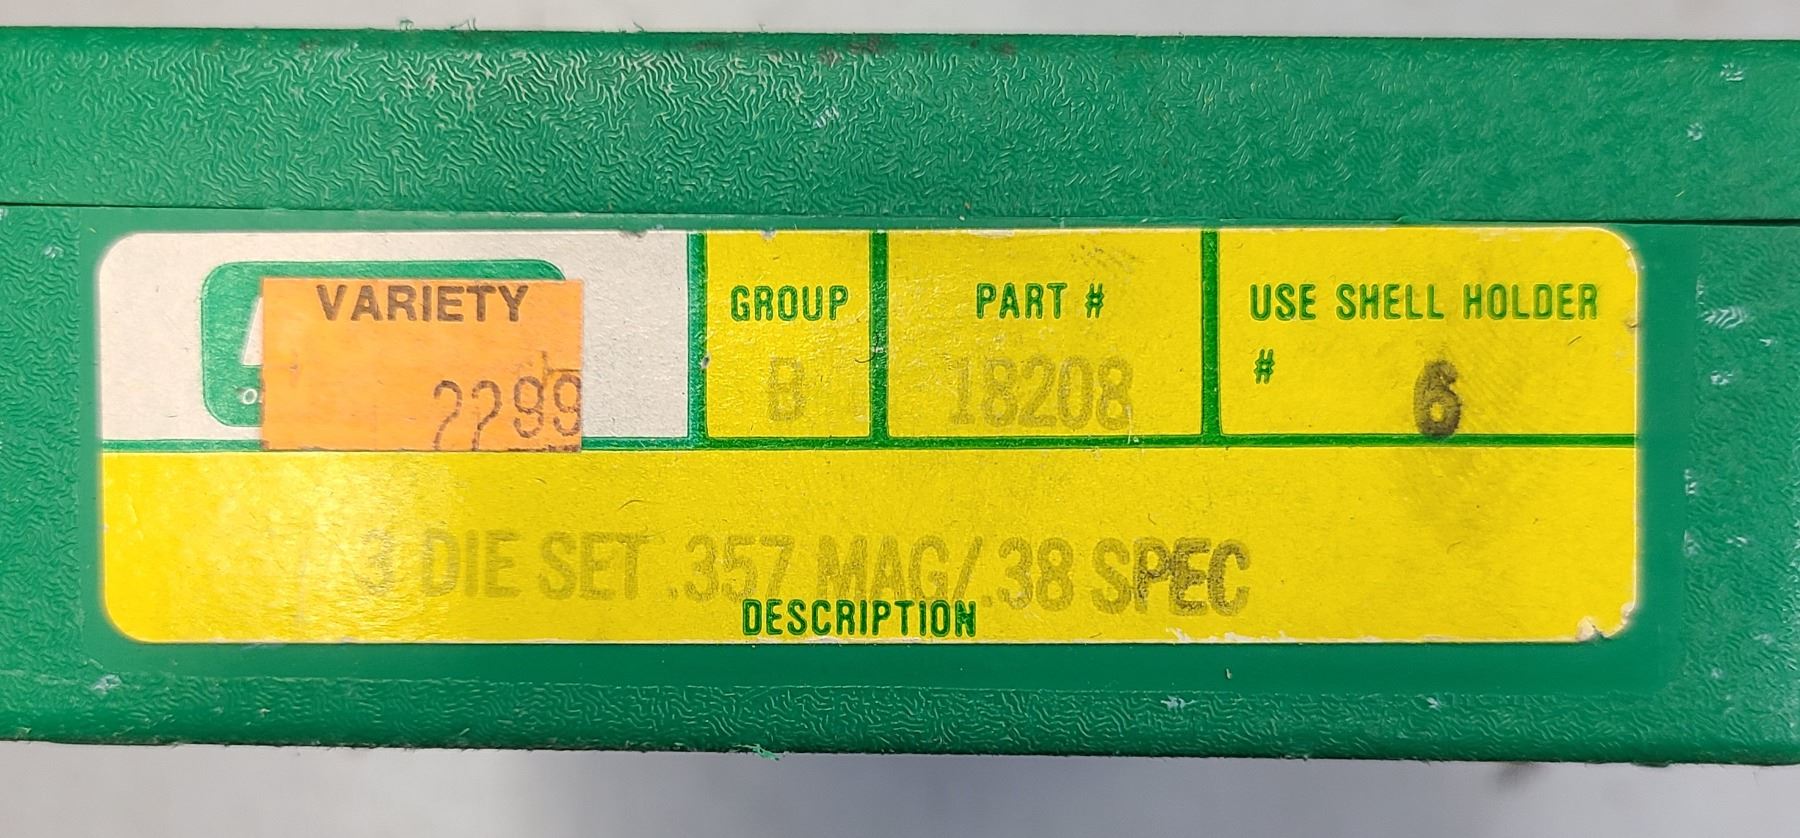 VARIETY
2299
GROUP
B
PART #
18208
USE SHELL HOLDER
# 6
3 DIE SET .357 MAG/.38 SPEC
DESCRIPTION